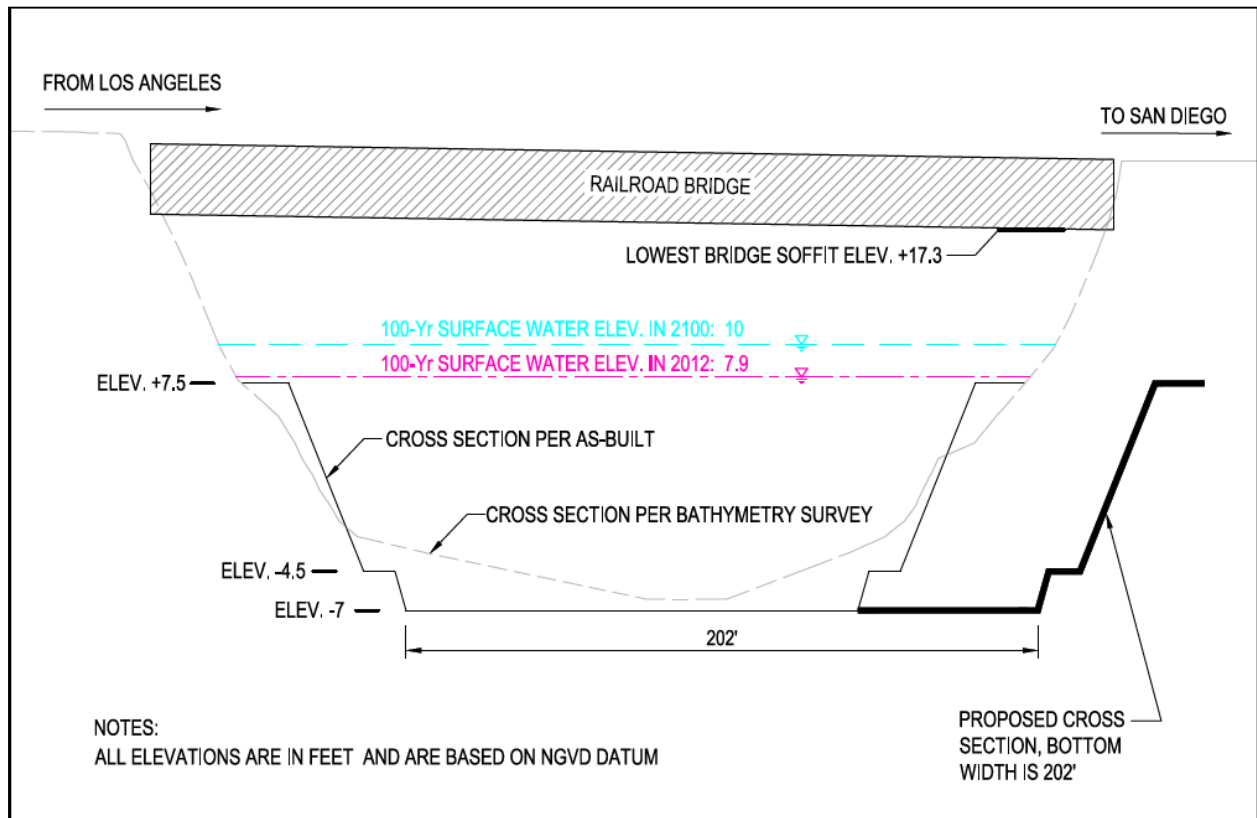 FROM LOS ANGELES
TO SAN DIEGO
RAILROAD BRIDGE
LOWEST BRIDGE SOFFIT ELEV. +17.3
100-Yr SURFACE WATER ELEV. IN 2100: 10
100-Yr SURFACE WATER ELEV. IN 2012: 7.9
ELEV. +7.5
CROSS SECTION PER AS-BUILT
CROSS SECTION PER BATHYMETRY SURVEY
ELEV. -4.5
ELEV. -7
202'
NOTES:
ALL ELEVATIONS ARE IN FEET AND ARE BASED ON NGVD DATUM
PROPOSED CROSS
SECTION, BOTTOM
WIDTH IS 202'